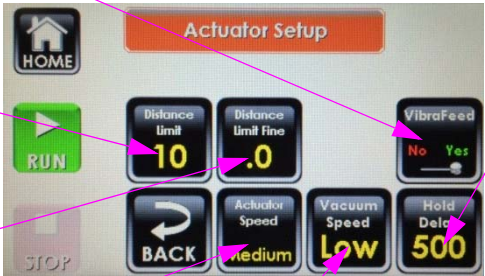 Actuator Setup
HOME
Distance
Limit
10
Distance
Limit Fine
.0
VibraFeed
No Yes
RUN
BACK
Actuator
Speed
Medium
Vacuum
Speed
Low
Hold
Delay
500
STOP